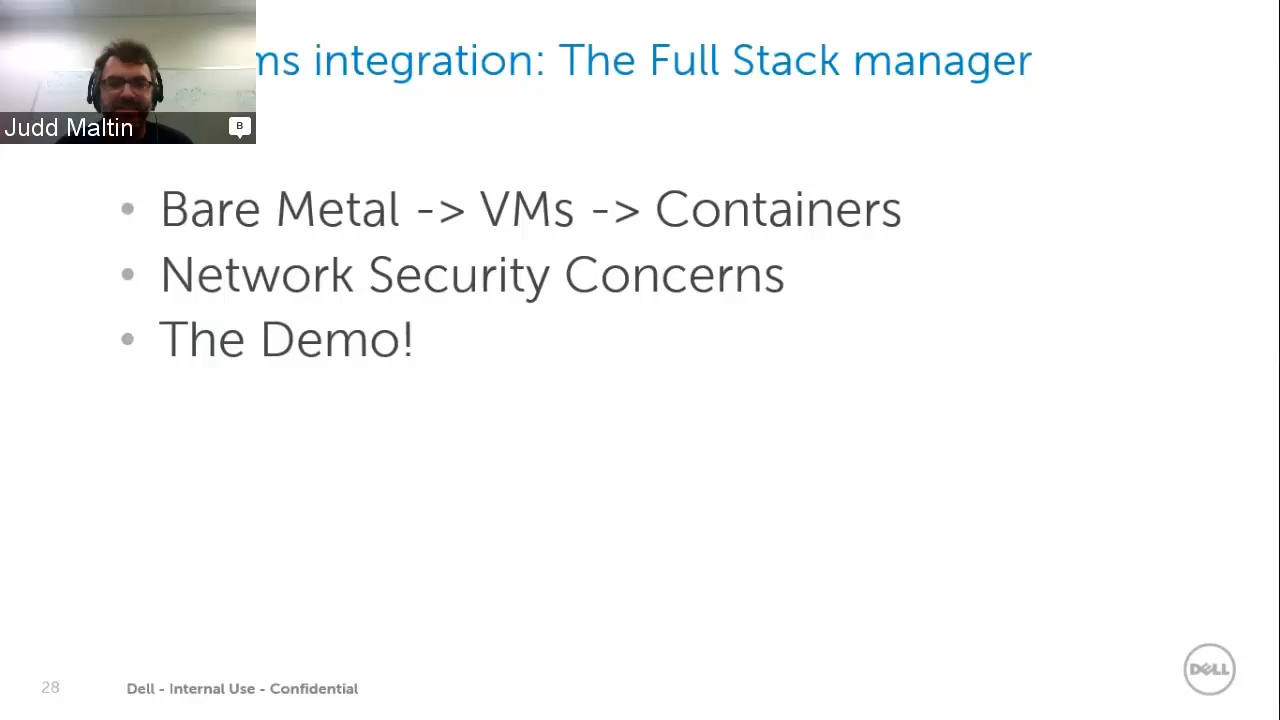 ms integration: The Full Stack manager
Judd Maltin
B
• Bare Metal -> VMs -> Containers
• Network Security Concerns
• The Demo!
28
Dell - Internal Use - Confidential
DELL